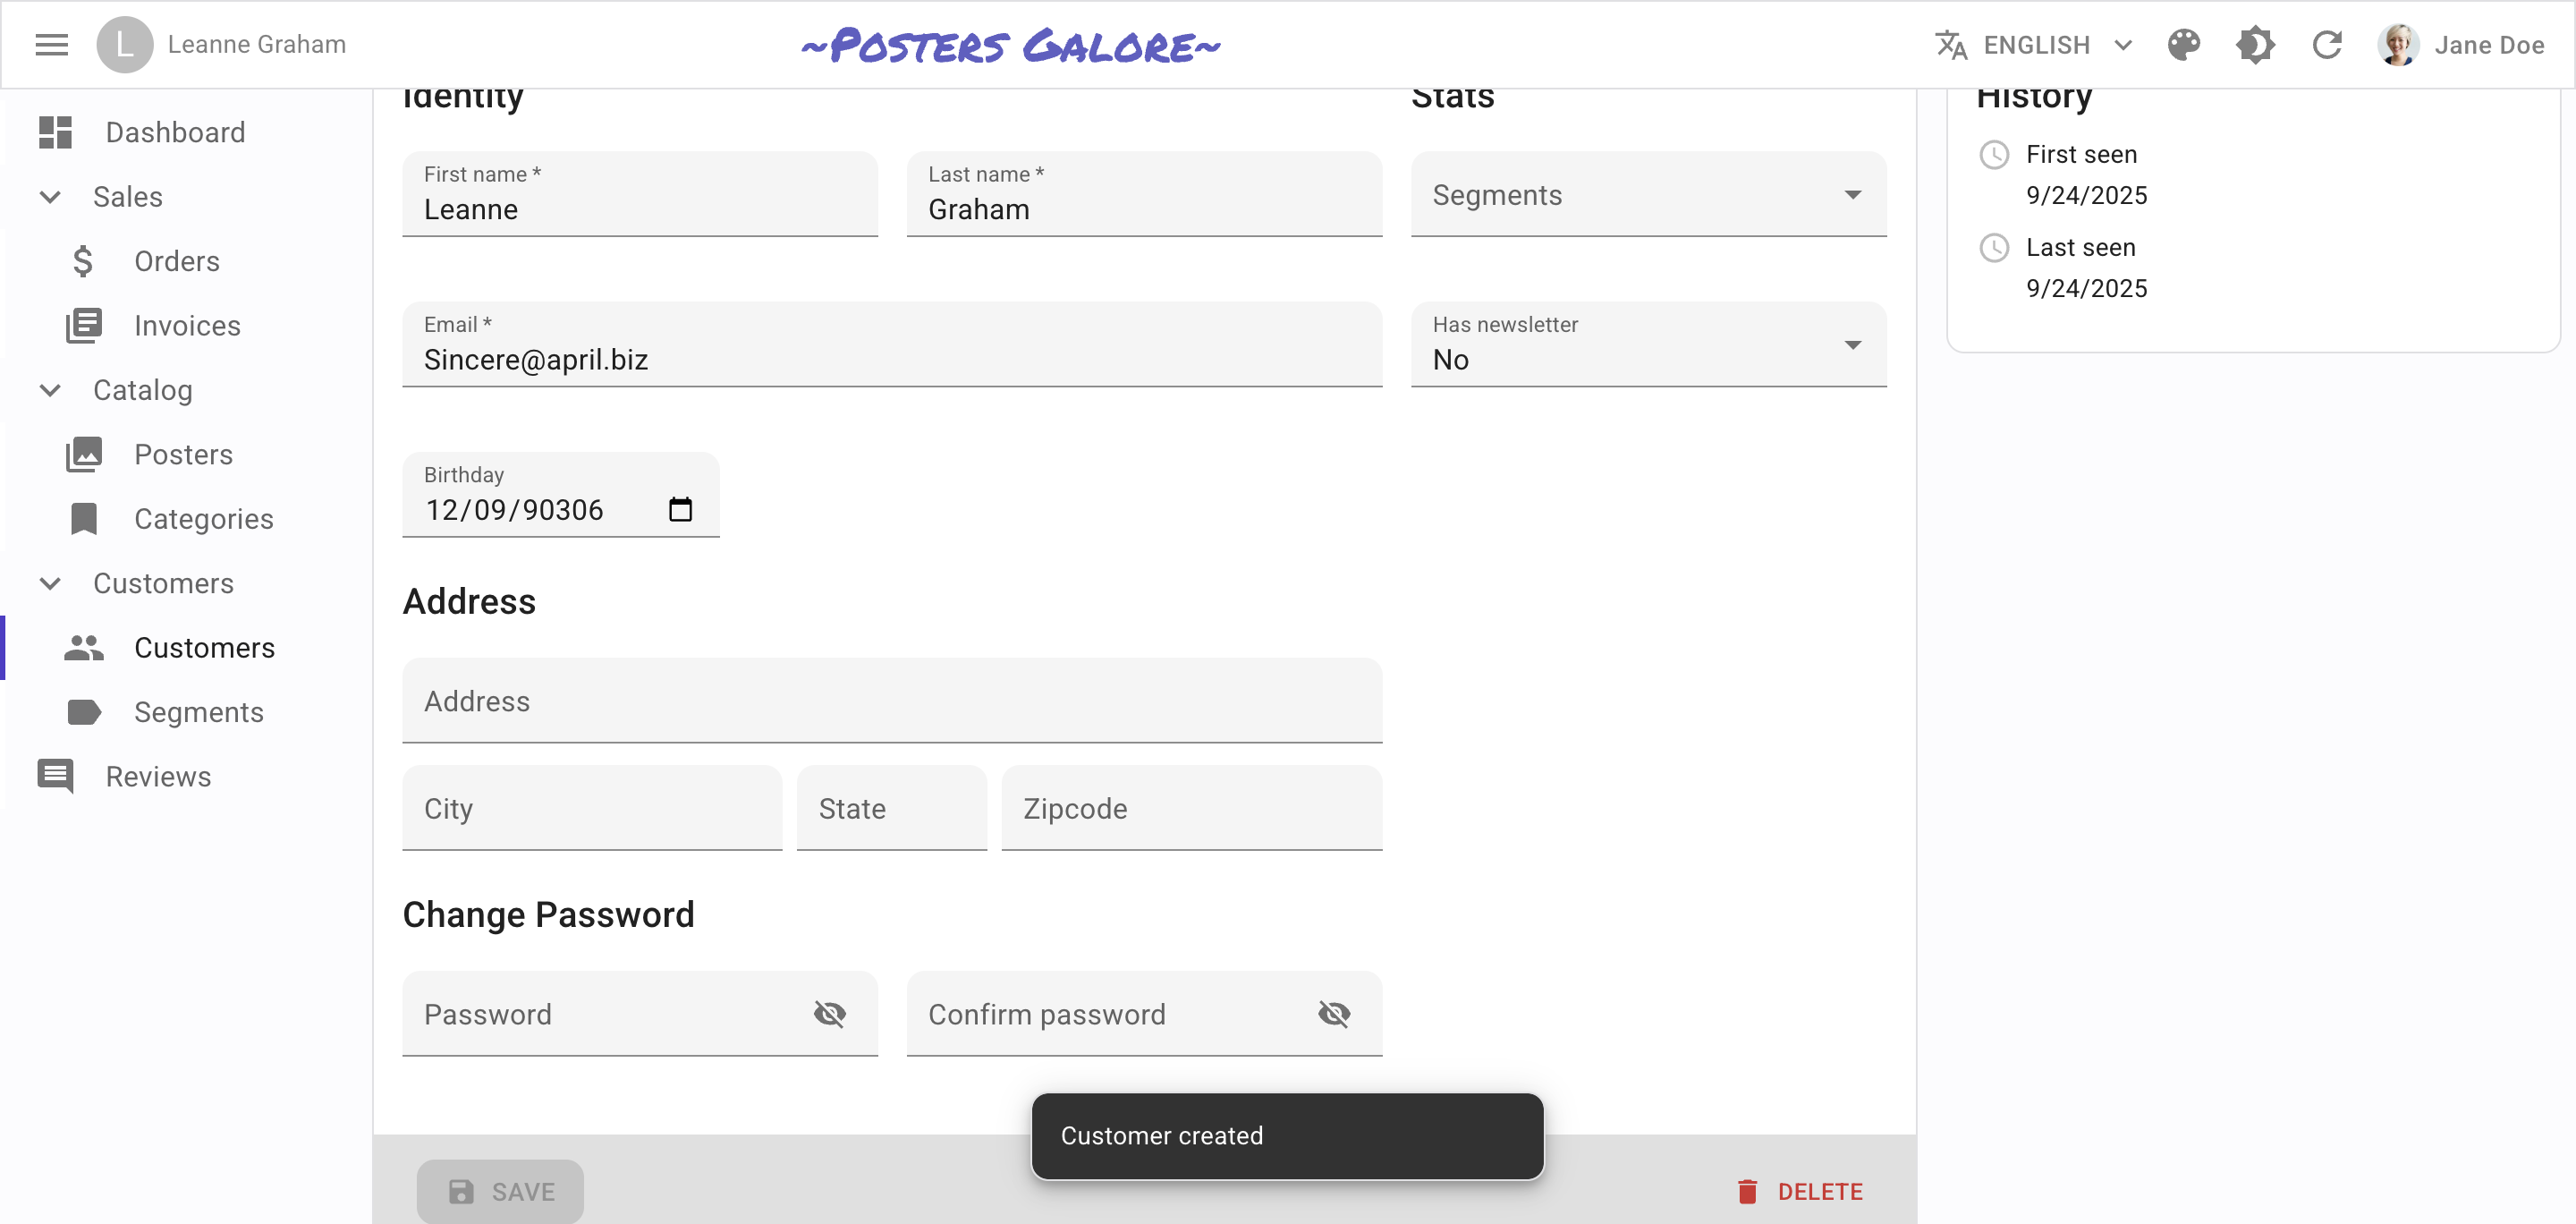 L Leanne Graham
~Posters Galore~
ENGLISH
Jane Doe
Dashboard
Sales
Orders
Invoices
Catalog
Posters
Categories
Customers
Customers
Segments
Reviews
Identity
First name *
Leanne
Last name *
Graham
Email *
Sincere@april.biz
Birthday
12/09/90306
Address
Address
City
State
Zipcode
Change Password
Password
Confirm password
Stats
Segments
Has newsletter
No
History
First seen
9/24/2025
Last seen
9/24/2025
Customer created
SAVE
DELETE